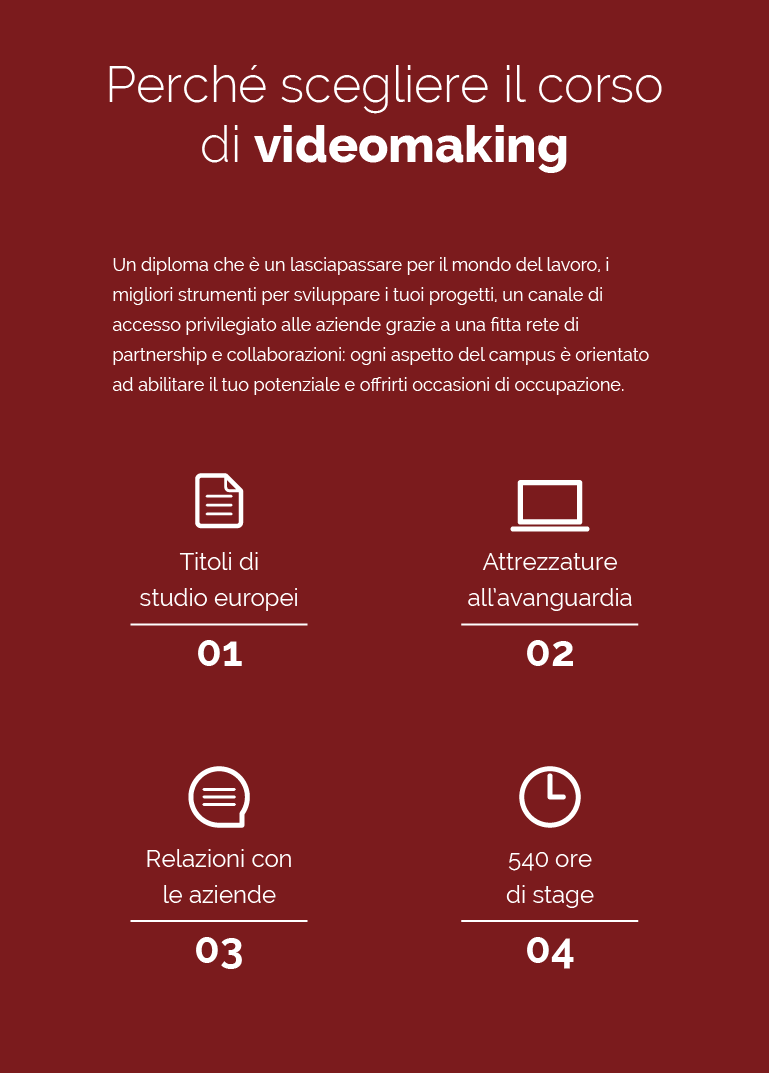 Perché scegliere il corso
di videomaking
Un diploma che è un lasciapassare per il mondo del lavoro, i
migliori strumenti per sviluppare i tuoi progetti, un canale di
accesso privilegiato alle aziende grazie a una fitta rete di
partnership e collaborazioni: ogni aspetto del campus è orientato
ad abilitare il tuo potenziale e offrirti occasioni di occupazione.
Titoli di
studio europei
01
Attrezzature
all'avanguardia
02
Relazioni con
le aziende
03
540 ore
di stage
04